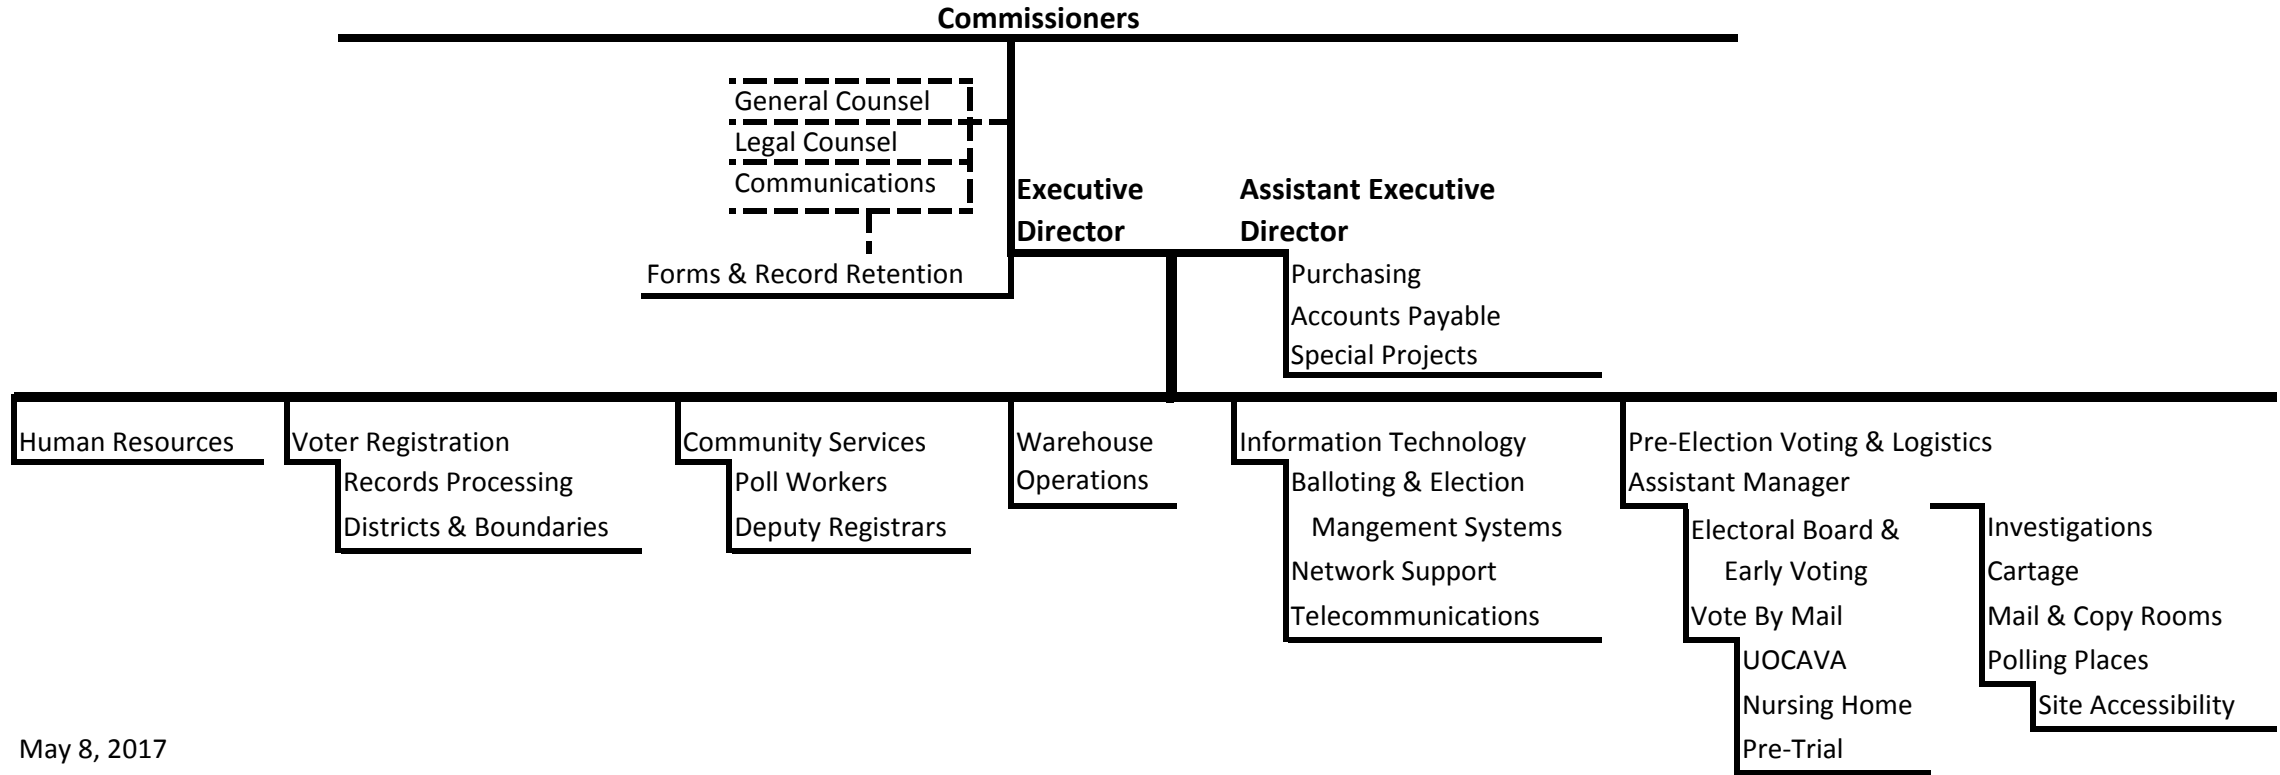 Commissioners
General Counsel
Legal Counsel
Communications
Executive
Director
Assistant Executive
Director
Forms & Record Retention
Purchasing
Accounts Payable
Special Projects
Human Resources
Voter Registration
Records Processing
Districts & Boundaries
Community Services
Poll Workers
Deputy Registrars
Warehouse
Operations
Information Technology
Balloting & Election
Mangement Systems
Network Support
Telecommunications
Pre-Election Voting & Logistics
Assistant Manager
Electoral Board &
Early Voting
Vote By Mail
UOCAVA
Nursing Home
Pre-Trial
Investigations
Cartage
Mail & Copy Rooms
Polling Places
Site Accessibility
May 8, 2017